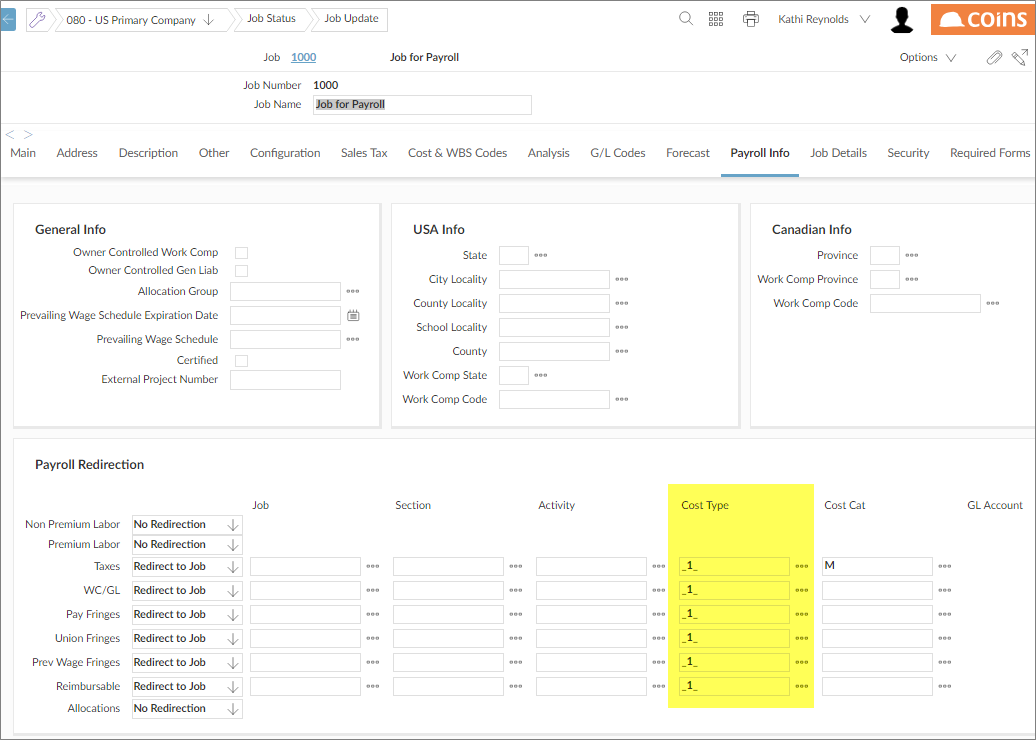 080 - US Primary Company
Job Status
Job Update
Kathi Reynolds
coins
Job 1000 Job for Payroll
Options
Job Number 1000
Job Name Job for Payroll
< >
Main Address Description Other Configuration Sales Tax Cost & WBS Codes Analysis G/L Codes Forecast Payroll Info Job Details Security Required Forms
General Info
Owner Controlled Work Comp
Owner Controlled Gen Liab
Allocation Group
Prevailing Wage Schedule Expiration Date
Prevailing Wage Schedule
Certified
External Project Number
USA Info
State
City Locality
County Locality
School Locality
County
Work Comp State
Work Comp Code
Canadian Info
Province
Work Comp Province
Work Comp Code
Payroll Redirection
Job Section Activity Cost Type Cost Cat GL Account
Non Premium Labor No Redirection
Premium Labor No Redirection
Taxes Redirect to Job _1_ M
WC/GL Redirect to Job _1_
Pay Fringes Redirect to Job _1_
Union Fringes Redirect to Job _1_
Prev Wage Fringes Redirect to Job _1_
Reimbursable Redirect to Job _1_
Allocations No Redirection